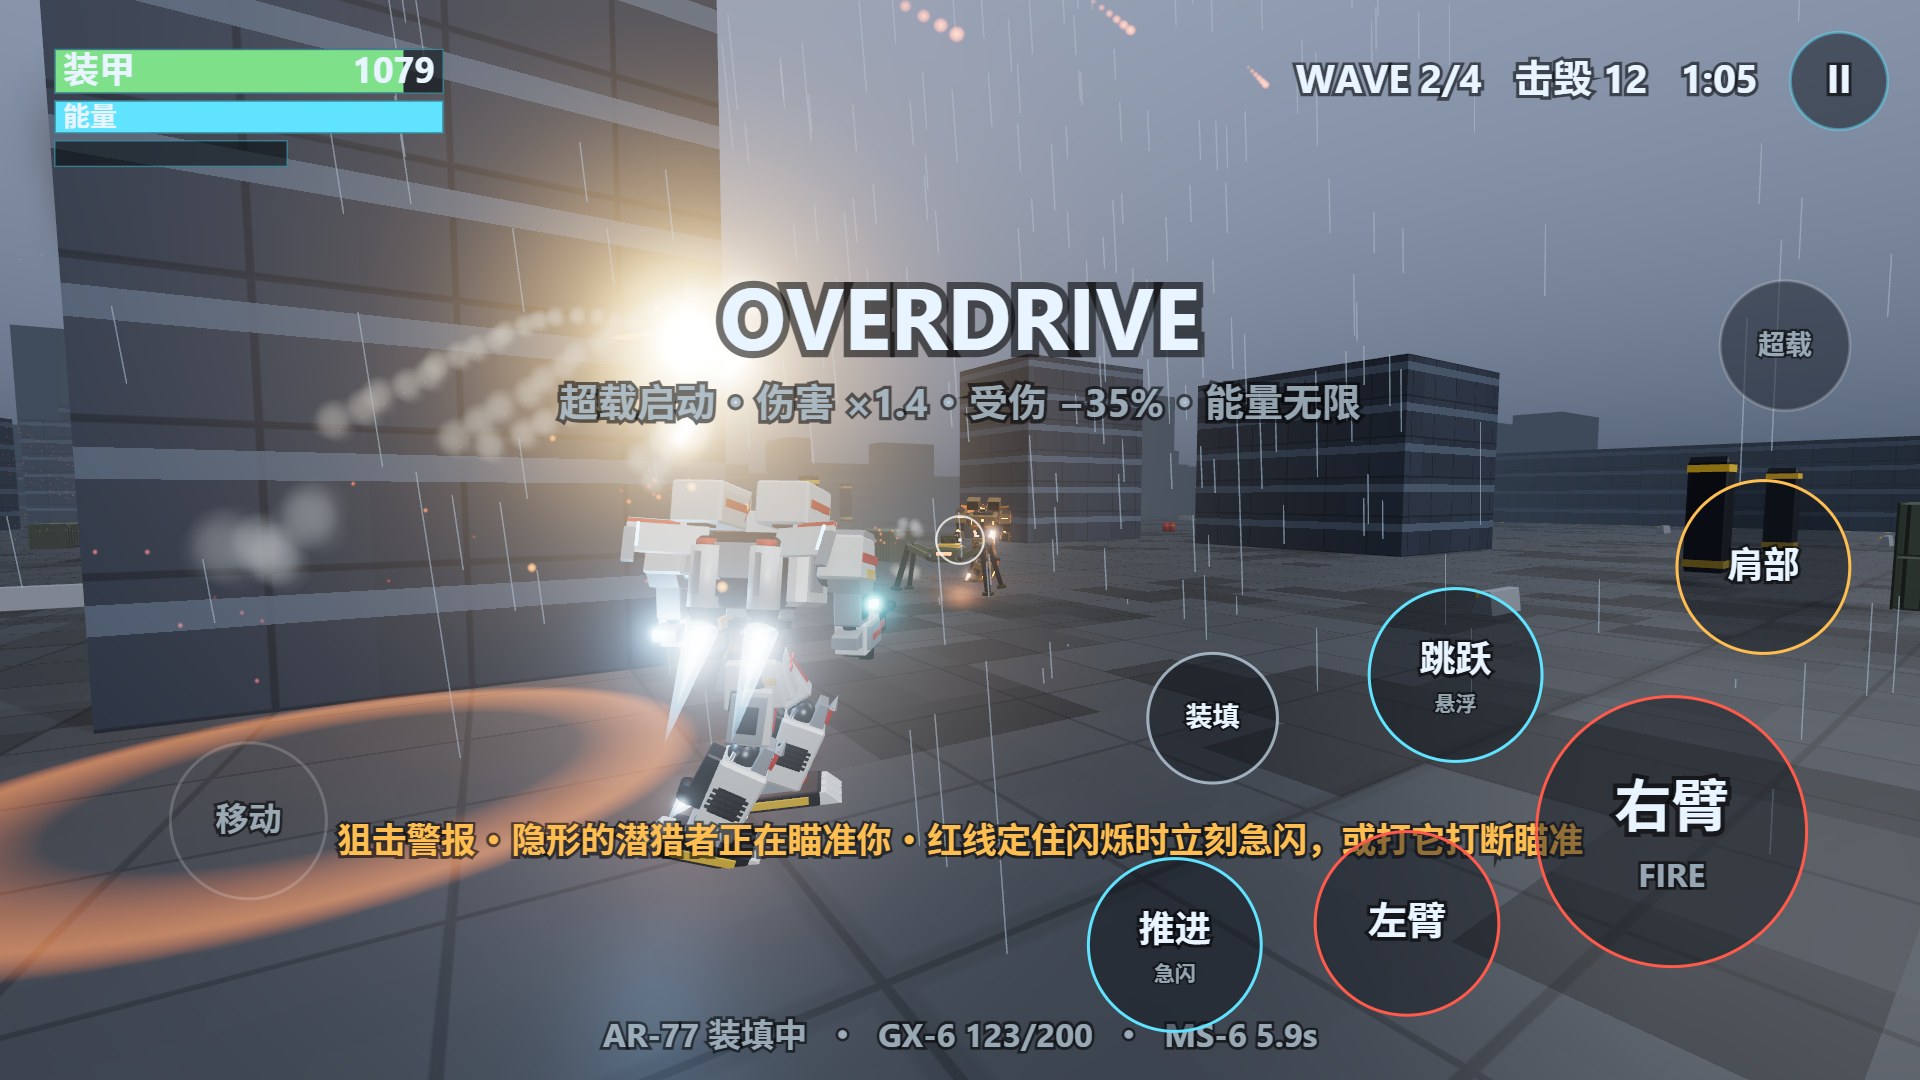 装甲 1079
能量
WAVE 2/4 击毁 12 1:05
OVERDRIVE
超载启动·伤害 ×1.4·受伤 −35%·能量无限
超载
肩部
跳跃
悬浮
装填
右臂
FIRE
移动
狙击警报·隐形的潜猎者正在瞄准你·红线定住闪烁时立刻急闪，或打它打断瞄准
推进
急闪
左臂
AR-77 装填中 · GX-6 123/200 · MS-6 5.9s